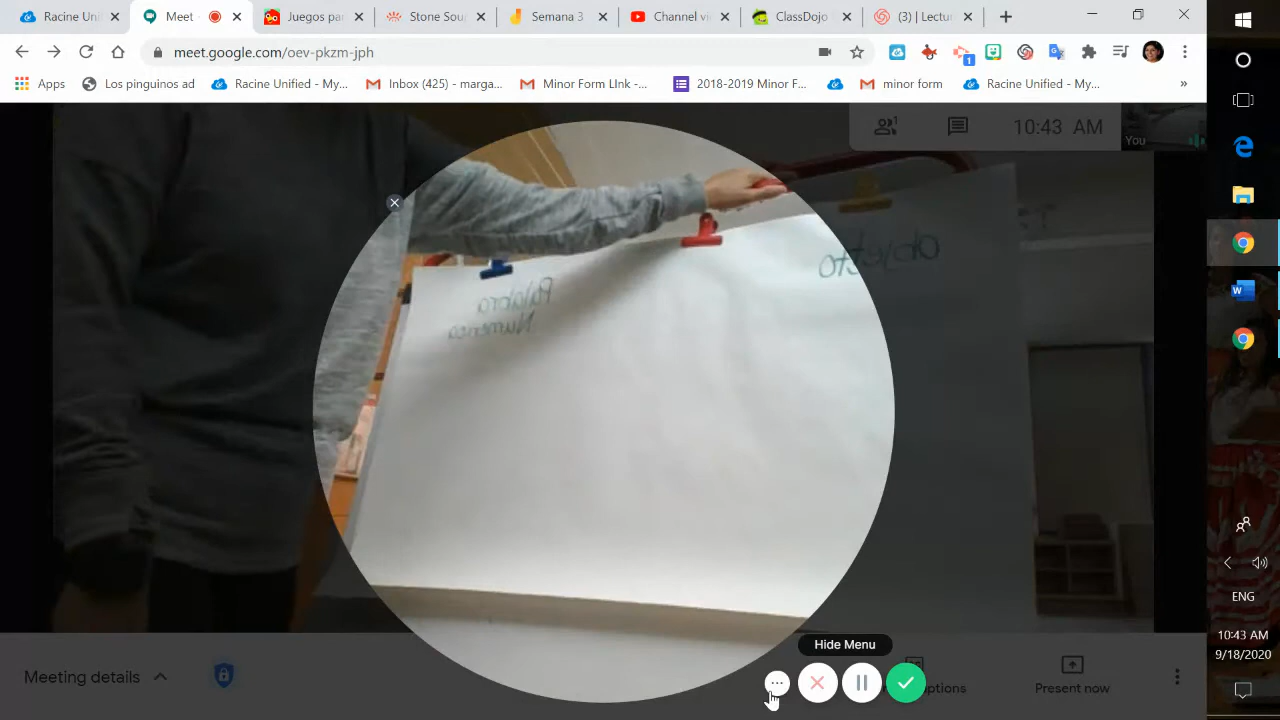 Racine Uni
Meet
Juegos pa
Stone Sou
Semana 3
Channel v
ClassDojo
(3) | Lectu
meet.google.com/oev-pkzm-jph
1
Apps
Los pinguinos ad
Racine Unified - My...
Inbox (425) - marga...
Minor Form LInk -...
2018-2019 Minor F...
minor form
Racine Unified - My...
»
10:43 AM
You
Objeto
Palabra
Numerica
Hide Menu
Meeting details
Present now
ENG
10:43 AM
9/18/2020